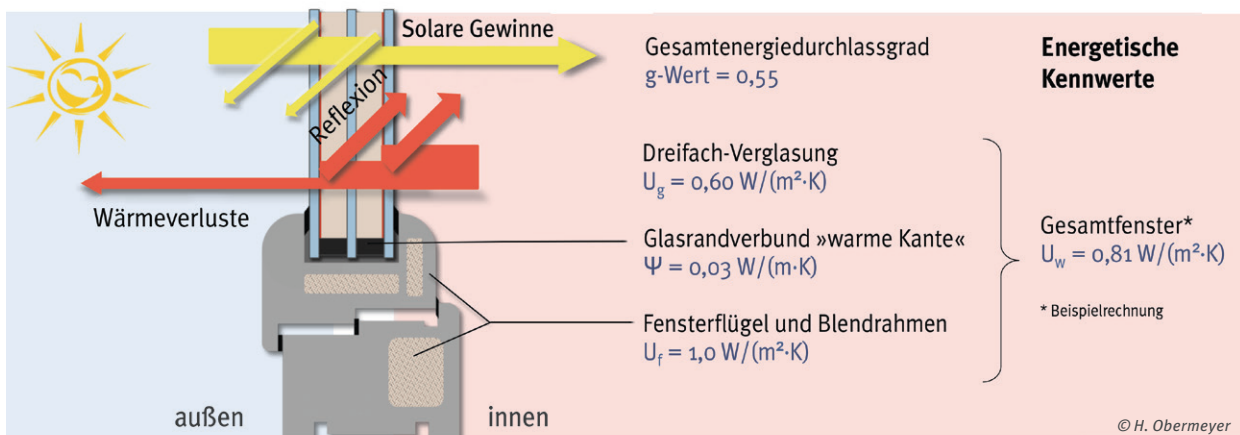 Solare Gewinne
Reflexion
Wärmeverluste
außen
innen
Gesamtenergiedurchlassgrad
g-Wert = 0,55
Dreifach-Verglasung
U_g = 0,60 W/(m²·K)
Glasrandverbund »warme Kante«
Ψ = 0,03 W/(m·K)
Fensterflügel und Blendrahmen
U_f = 1,0 W/(m²·K)
Energetische
Kennwerte
Gesamtfenster*
U_w = 0,81 W/(m²·K)
* Beispielrechnung
© H. Obermeyer